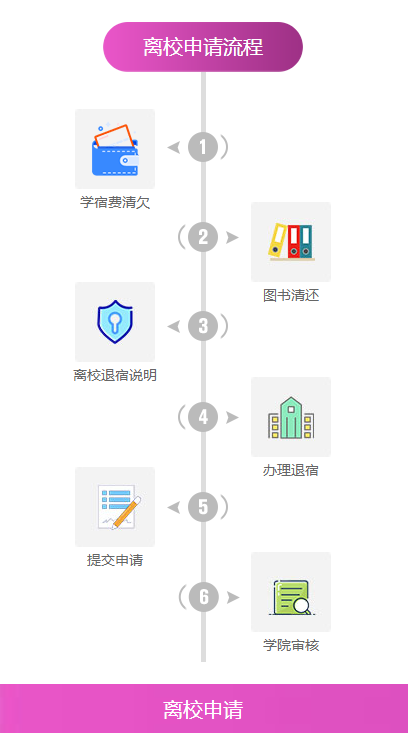 离校申请流程
1
学宿费清欠
2
图书清还
3
离校退宿说明
4
办理退宿
5
提交申请
6
学院审核
离校申请